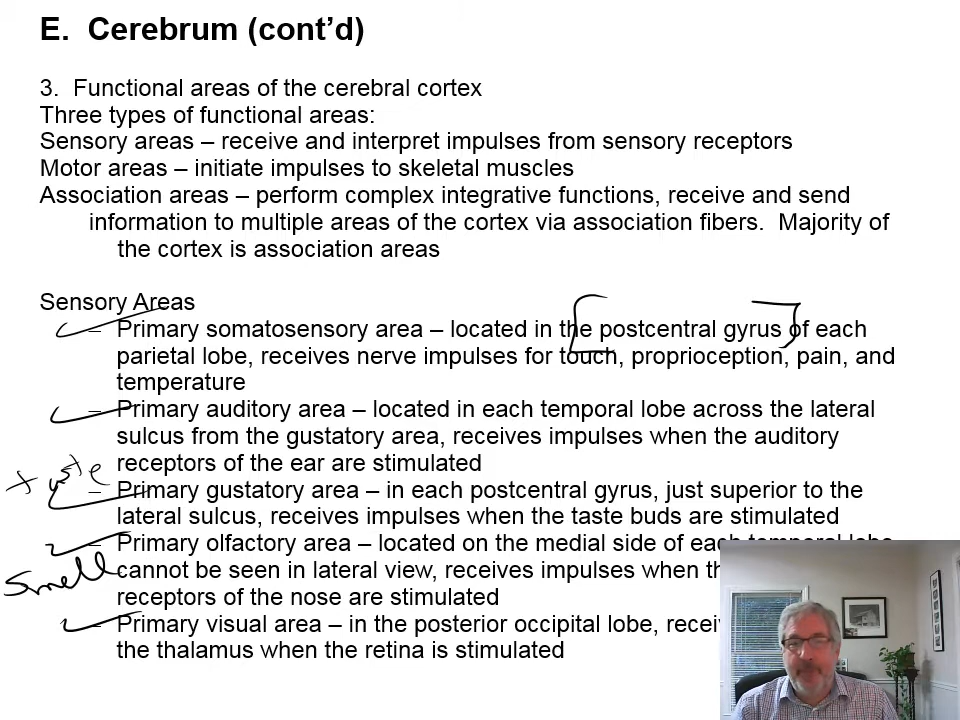 E. Cerebrum (cont’d)
3. Functional areas of the cerebral cortex
Three types of functional areas:
Sensory areas – receive and interpret impulses from sensory receptors
Motor areas – initiate impulses to skeletal muscles
Association areas – perform complex integrative functions, receive and send
information to multiple areas of the cortex via association fibers. Majority of
the cortex is association areas
Sensory Areas
– Primary somatosensory area – located in the postcentral gyrus of each
parietal lobe, receives nerve impulses for touch, proprioception, pain, and
temperature
– Primary auditory area – located in each temporal lobe across the lateral
sulcus from the gustatory area, receives impulses when the auditory
receptors of the ear are stimulated
taste
– Primary gustatory area – in each postcentral gyrus, just superior to the
lateral sulcus, receives impulses when the taste buds are stimulated
– Primary olfactory area – located on the medial side of each temporal lobe
smell
cannot be seen in lateral view, receives impulses when
receptors of the nose are stimulated
– Primary visual area – in the posterior occipital lobe,
the thalamus when the retina is stimulated